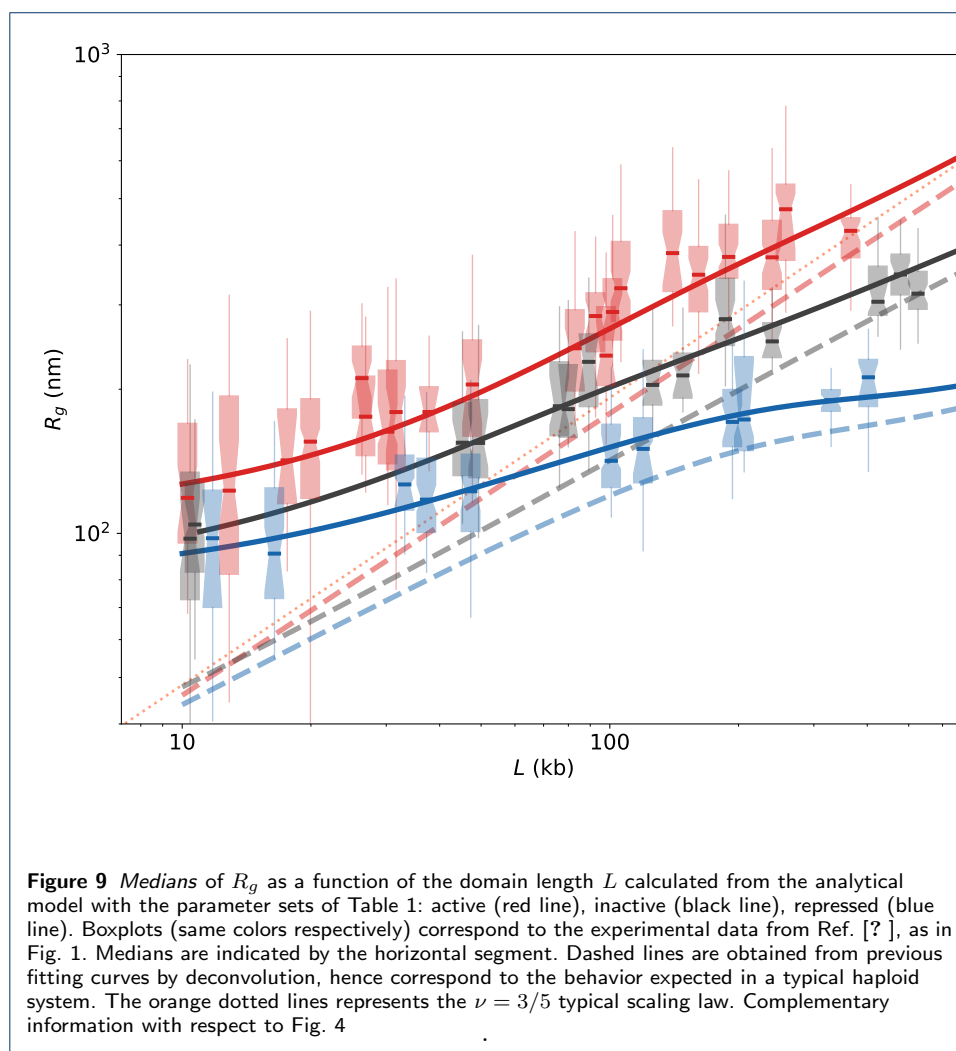 10³
R_g (nm)
10²
10
100
L (kb)
Figure 9 Medians of R_g as a function of the domain length L calculated from the analytical
model with the parameter sets of Table 1: active (red line), inactive (black line), repressed (blue
line). Boxplots (same colors respectively) correspond to the experimental data from Ref. [? ], as in
Fig. 1. Medians are indicated by the horizontal segment. Dashed lines are obtained from previous
fitting curves by deconvolution, hence correspond to the behavior expected in a typical haploid
system. The orange dotted lines represents the ν = 3/5 typical scaling law. Complementary
information with respect to Fig. 4
.